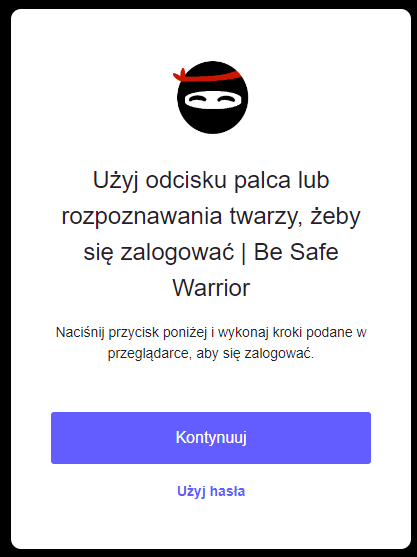 Użyj odcisku palca lub
rozpoznawania twarzy, żeby
się zalogować | Be Safe
Warrior
Naciśnij przycisk poniżej i wykonaj kroki podane w
przeglądarce, aby się zalogować.
Kontynuuj
Użyj hasła